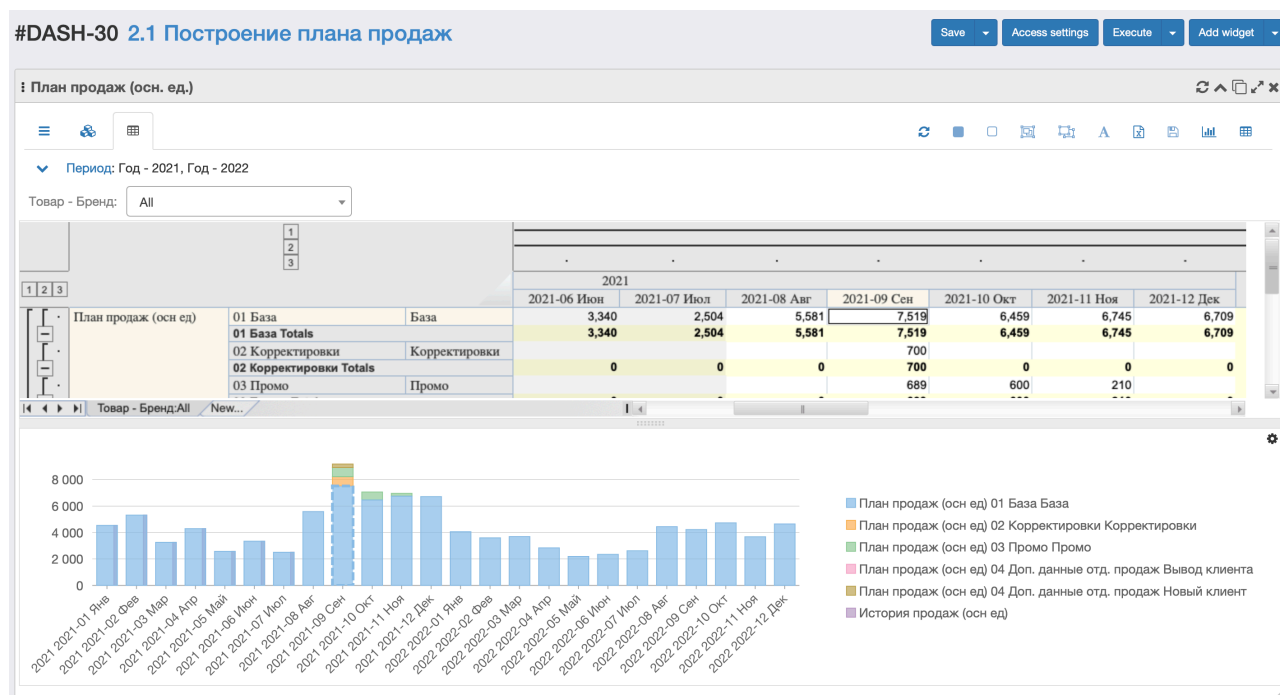 #DASH-30 2.1 Построение плана продаж
Save Access settings Execute Add widget
План продаж (осн. ед.)
Период: Год - 2021, Год - 2022
Товар - Бренд: All
1
2
3
2021
1 2 3
2021-06 Июн 2021-07 Июл 2021-08 Авг 2021-09 Сен 2021-10 Окт 2021-11 Ноя 2021-12 Дек
План продаж (осн ед) 01 База База 3,340 2,504 5,581 7,519 6,459 6,745 6,709
01 База Totals 3,340 2,504 5,581 7,519 6,459 6,745 6,709
02 Корректировки Корректировки 700
02 Корректировки Totals 0 0 0 700 0 0 0
03 Промо Промо 689 600 210
Товар - Бренд:All New...
8 000
6 000
4 000
2 000
0
План продаж (осн ед) 01 База База
План продаж (осн ед) 02 Корректировки Корректировки
План продаж (осн ед) 03 Промо Промо
План продаж (осн ед) 04 Доп. данные отд. продаж Вывод клиента
План продаж (осн ед) 04 Доп. данные отд. продаж Новый клиент
История продаж (осн ед)
2021 2021-01 Янв
2021 2021-02 Фев
2021 2021-03 Мар
2021 2021-04 Апр
2021 2021-05 Май
2021 2021-06 Июн
2021 2021-07 Июл
2021 2021-08 Авг
2021 2021-09 Сен
2021 2021-10 Окт
2021 2021-11 Ноя
2021 2021-12 Дек
2022 2022-01 Янв
2022 2022-02 Фев
2022 2022-03 Мар
2022 2022-04 Апр
2022 2022-05 Май
2022 2022-06 Июн
2022 2022-07 Июл
2022 2022-08 Авг
2022 2022-09 Сен
2022 2022-10 Окт
2022 2022-11 Ноя
2022 2022-12 Дек